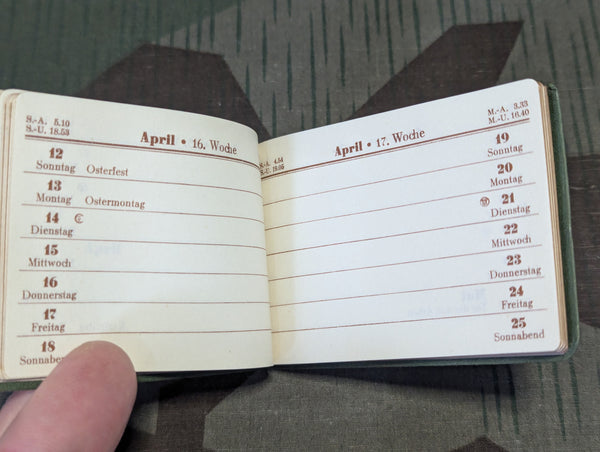 S.-A. 5.10
S.-U. 18.53
April • 16. Woche
12
Sonntag Osterfest
13
Montag Ostermontag
14
Dienstag
15
Mittwoch
16
Donnerstag
17
Freitag
18
M.-A. 3.33
M.-U. 16.40
S.-A. 4.54
April • 17. Woche
19
Sonntag
20
Montag
21
Dienstag
22
Mittwoch
23
Donnerstag
24
Freitag
25
Sonnabend